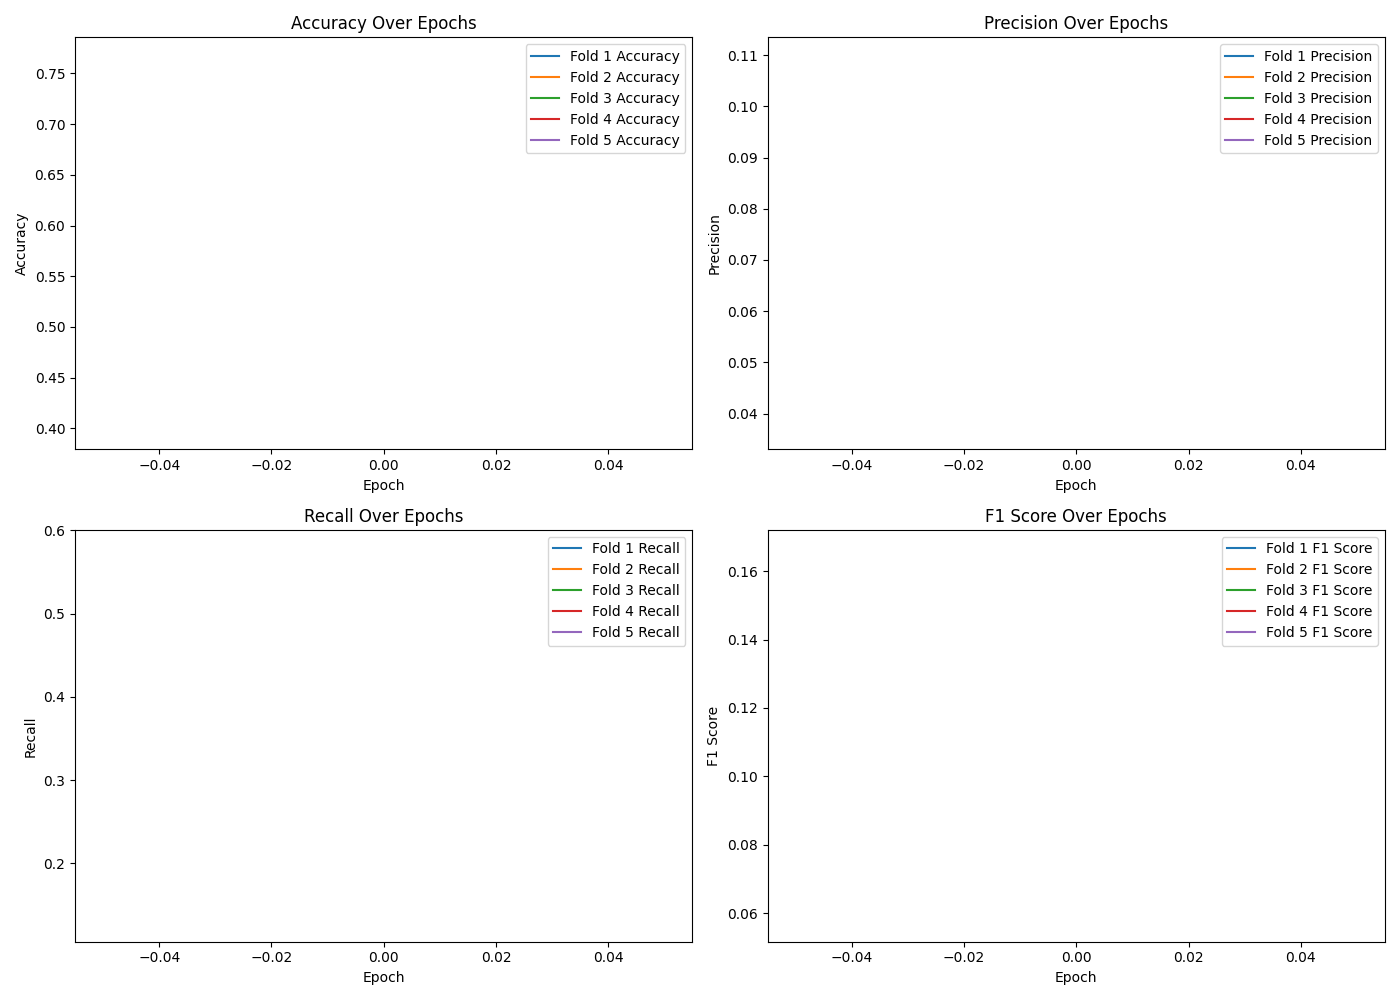 Accuracy Over Epochs
Fold 1 Accuracy
Fold 2 Accuracy
Fold 3 Accuracy
Fold 4 Accuracy
Fold 5 Accuracy
0.75
0.70
0.65
0.60
0.55
0.50
0.45
0.40
Accuracy
−0.04 −0.02 0.00 0.02 0.04
Epoch
Precision Over Epochs
Fold 1 Precision
Fold 2 Precision
Fold 3 Precision
Fold 4 Precision
Fold 5 Precision
0.11
0.10
0.09
0.08
0.07
0.06
0.05
0.04
Precision
−0.04 −0.02 0.00 0.02 0.04
Epoch
Recall Over Epochs
Fold 1 Recall
Fold 2 Recall
Fold 3 Recall
Fold 4 Recall
Fold 5 Recall
0.6
0.5
0.4
0.3
0.2
Recall
−0.04 −0.02 0.00 0.02 0.04
Epoch
F1 Score Over Epochs
Fold 1 F1 Score
Fold 2 F1 Score
Fold 3 F1 Score
Fold 4 F1 Score
Fold 5 F1 Score
0.16
0.14
0.12
0.10
0.08
0.06
F1 Score
−0.04 −0.02 0.00 0.02 0.04
Epoch